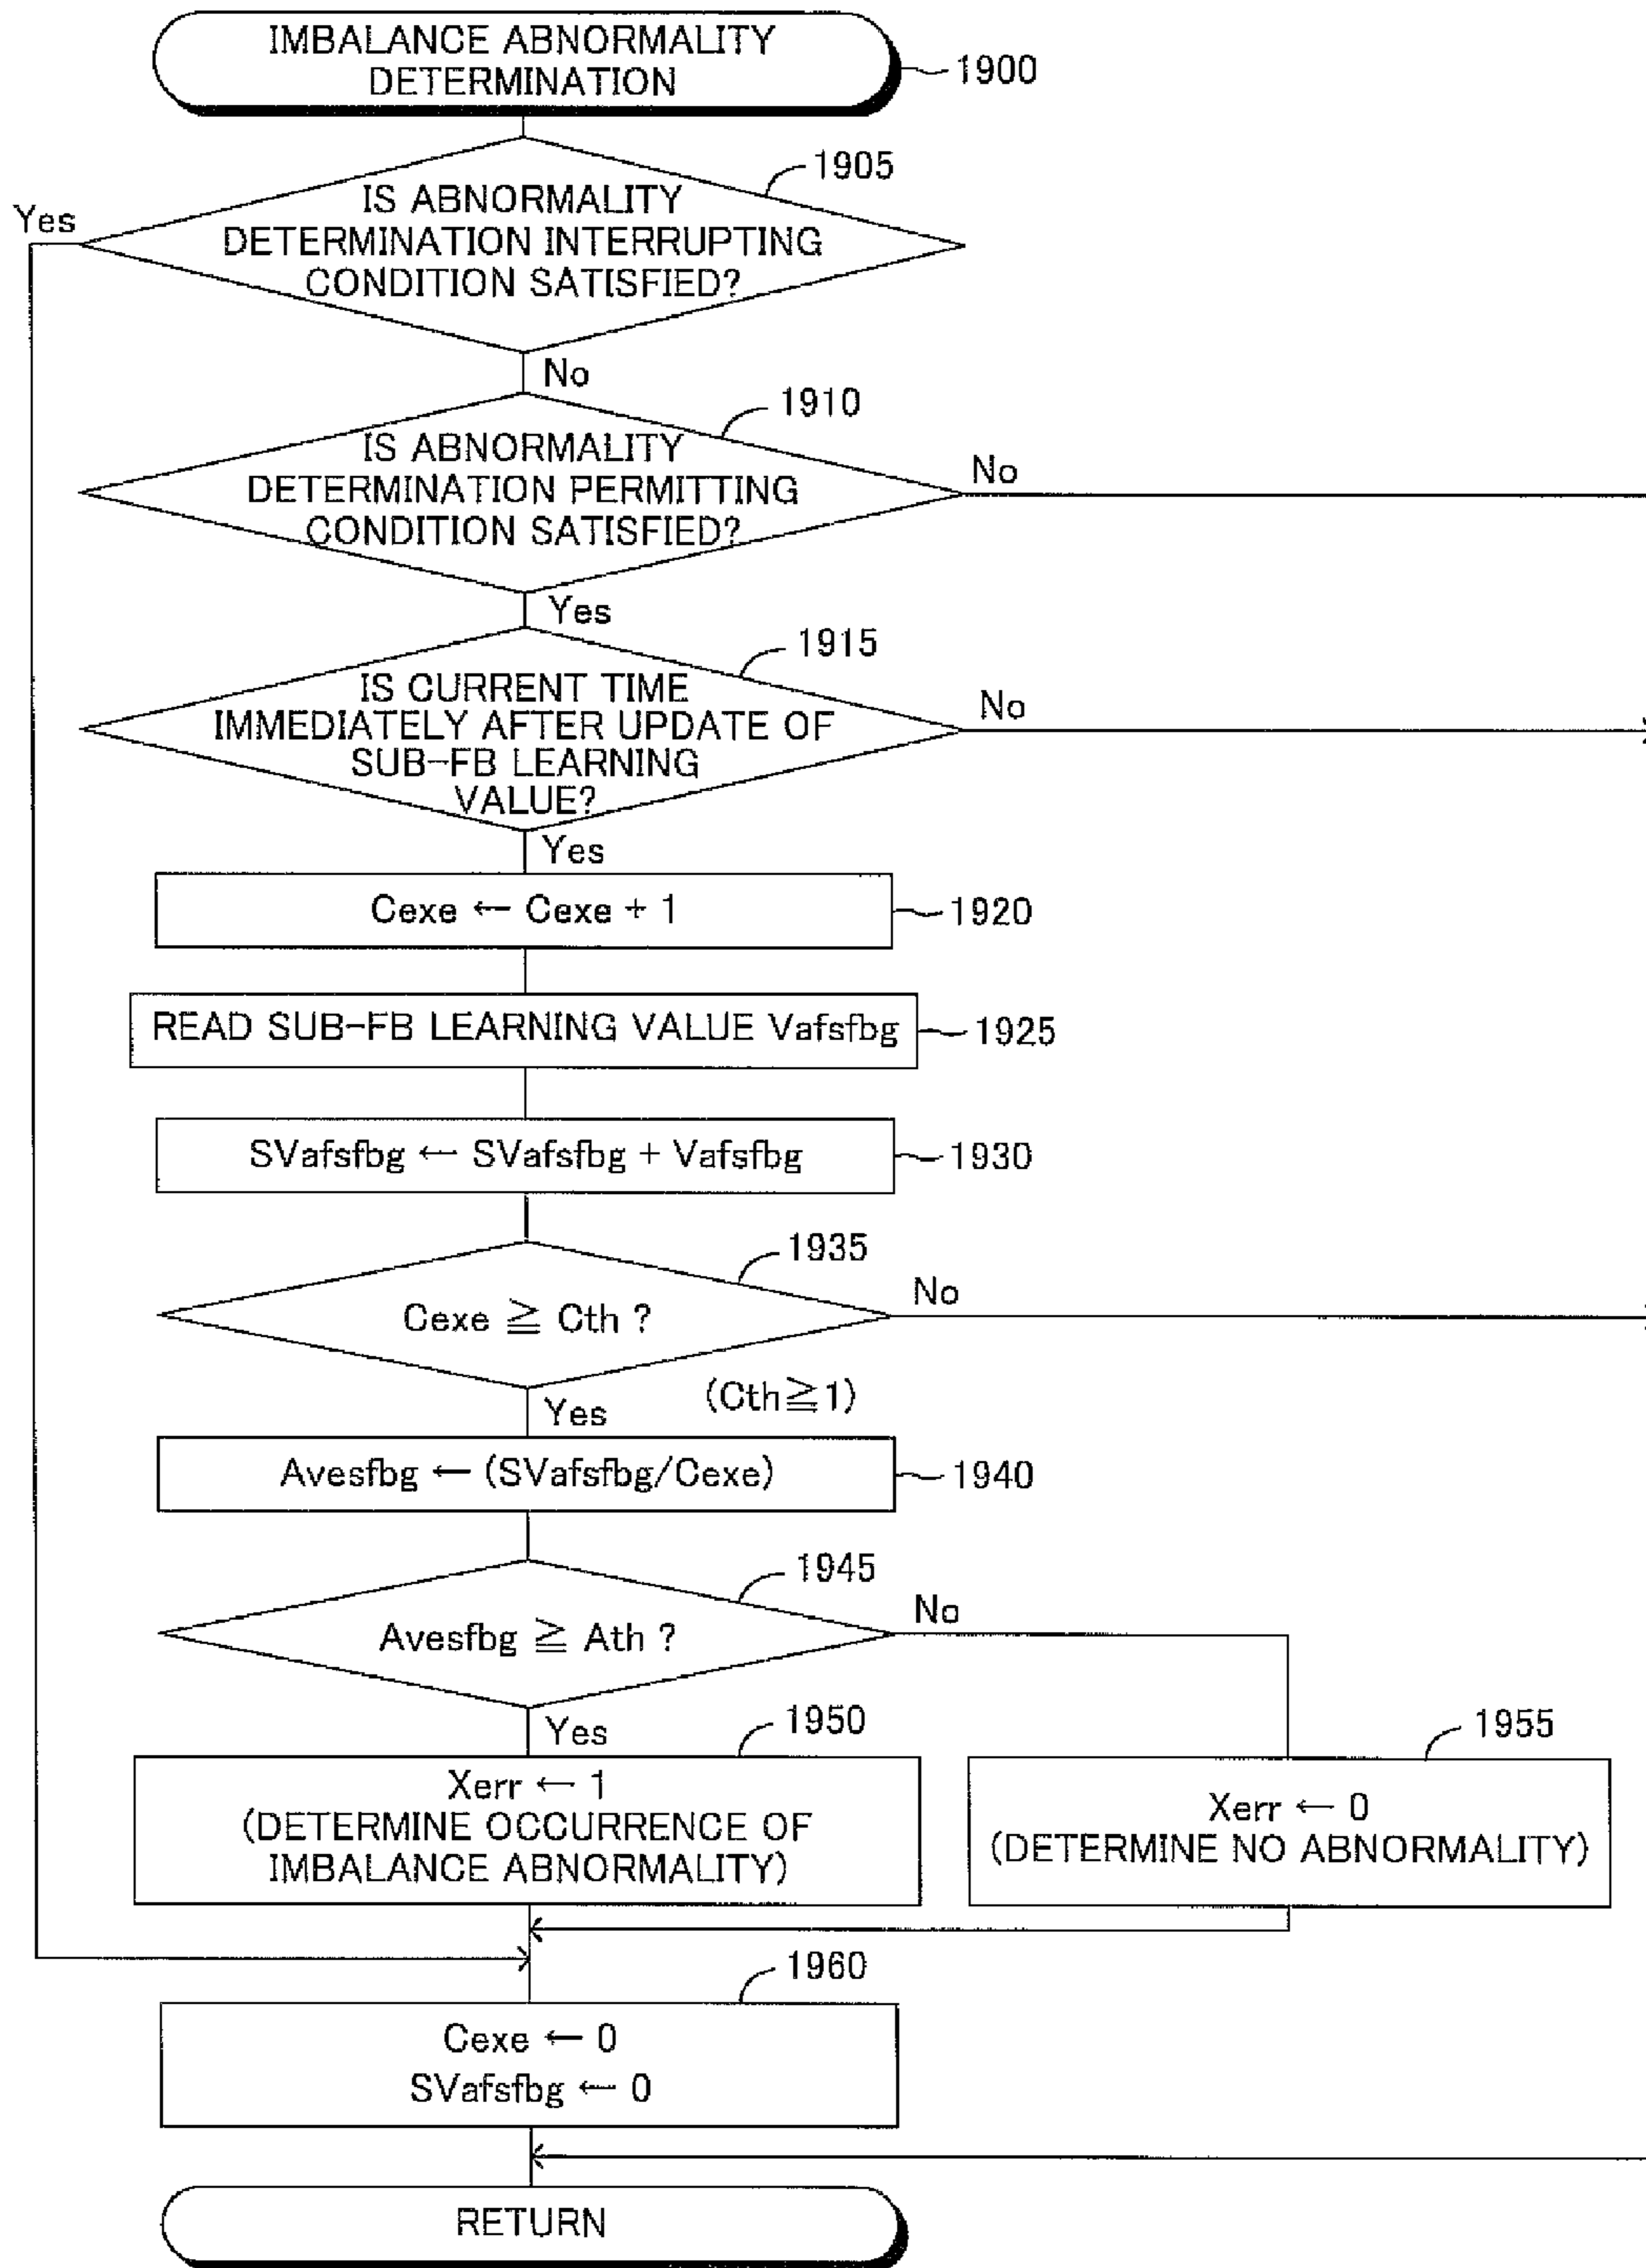 IMBALANCE ABNORMALITY
DETERMINATION
1900
1905
IS ABNORMALITY
DETERMINATION INTERRUPTING
CONDITION SATISFIED?
Yes
No
1910
IS ABNORMALITY
DETERMINATION PERMITTING
CONDITION SATISFIED?
No
Yes
1915
IS CURRENT TIME
IMMEDIATELY AFTER UPDATE OF
SUB-FB LEARNING
VALUE?
No
Yes
Cexe ← Cexe + 1
1920
READ SUB-FB LEARNING VALUE Vafsfbg
1925
SVafsfbg ← SVafsfbg + Vafsfbg
1930
1935
Cexe ≧ Cth ?
No
Yes
(Cth≧1)
Avesfbg ← (SVafsfbg/Cexe)
1940
1945
Avesfbg ≧ Ath ?
No
Yes
1950
Xerr ← 1
(DETERMINE OCCURRENCE OF
IMBALANCE ABNORMALITY)
1955
Xerr ← 0
(DETERMINE NO ABNORMALITY)
1960
Cexe ← 0
SVafsfbg ← 0
RETURN